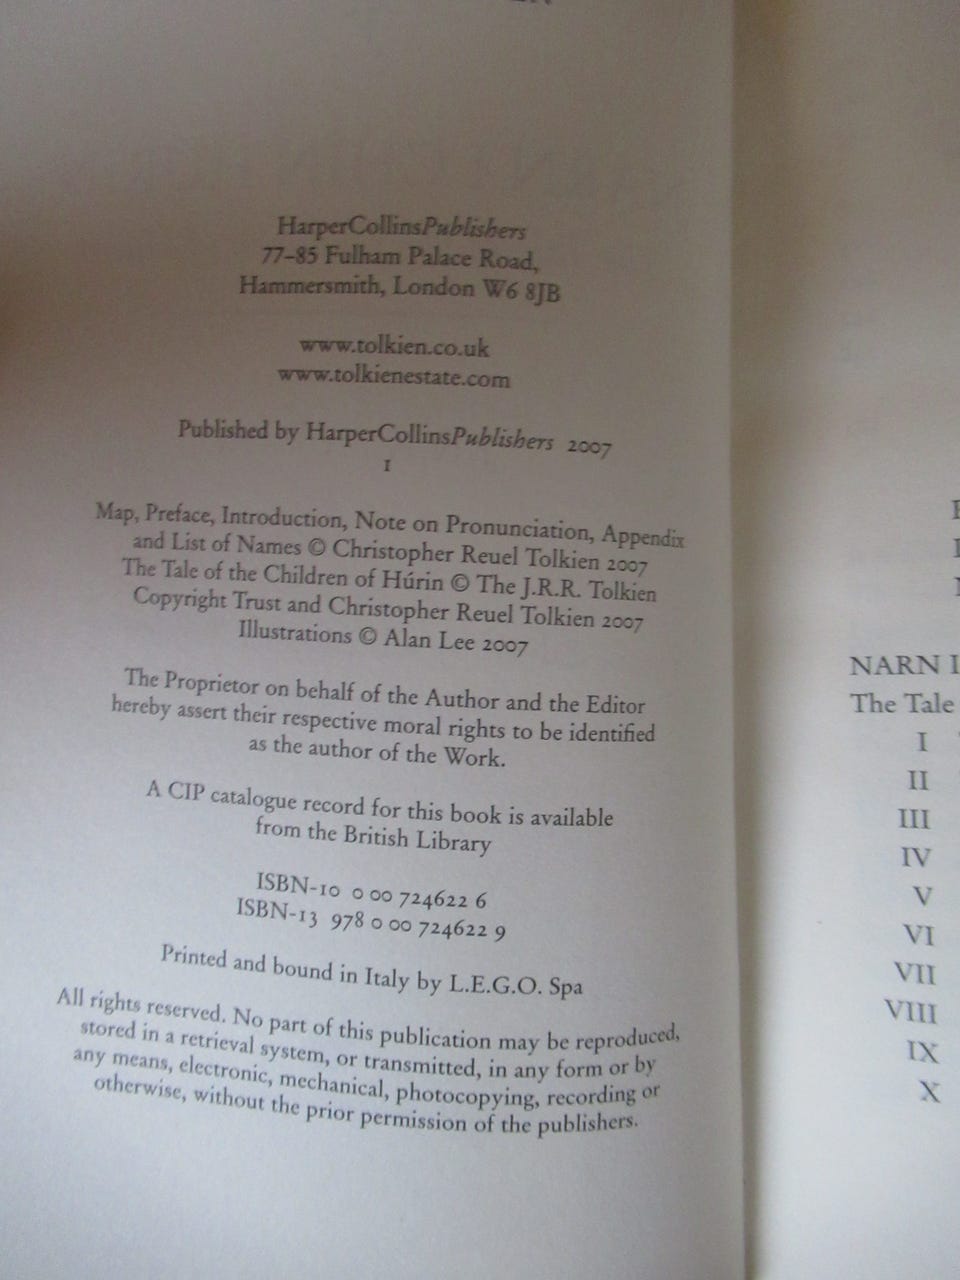 HarperCollinsPublishers
77–85 Fulham Palace Road,
Hammersmith, London W6 8JB
www.tolkien.co.uk
www.tolkienestate.com
Published by HarperCollinsPublishers 2007
1
Map, Preface, Introduction, Note on Pronunciation, Appendix
and List of Names © Christopher Reuel Tolkien 2007
The Tale of the Children of Húrin © The J.R.R. Tolkien
Copyright Trust and Christopher Reuel Tolkien 2007
Illustrations © Alan Lee 2007
The Proprietor on behalf of the Author and the Editor
hereby assert their respective moral rights to be identified
as the author of the Work.
A CIP catalogue record for this book is available
from the British Library
ISBN-10 0 00 724622 6
ISBN-13 978 0 00 724622 9
Printed and bound in Italy by L.E.G.O. Spa
All rights reserved. No part of this publication may be reproduced,
stored in a retrieval system, or transmitted, in any form or by
any means, electronic, mechanical, photocopying, recording or
otherwise, without the prior permission of the publishers.
NARN I
The Tale
I
II
III
IV
V
VI
VII
VIII
IX
X